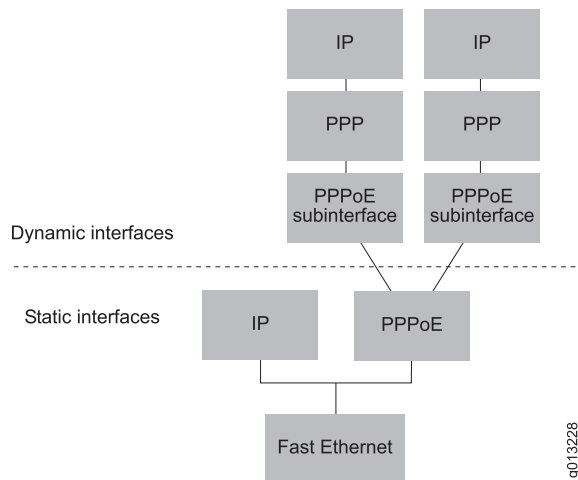 IP
IP
PPP
PPP
PPPoE
subinterface
PPPoE
subinterface
Dynamic interfaces
Static interfaces
IP
PPPoE
Fast Ethernet
g013228